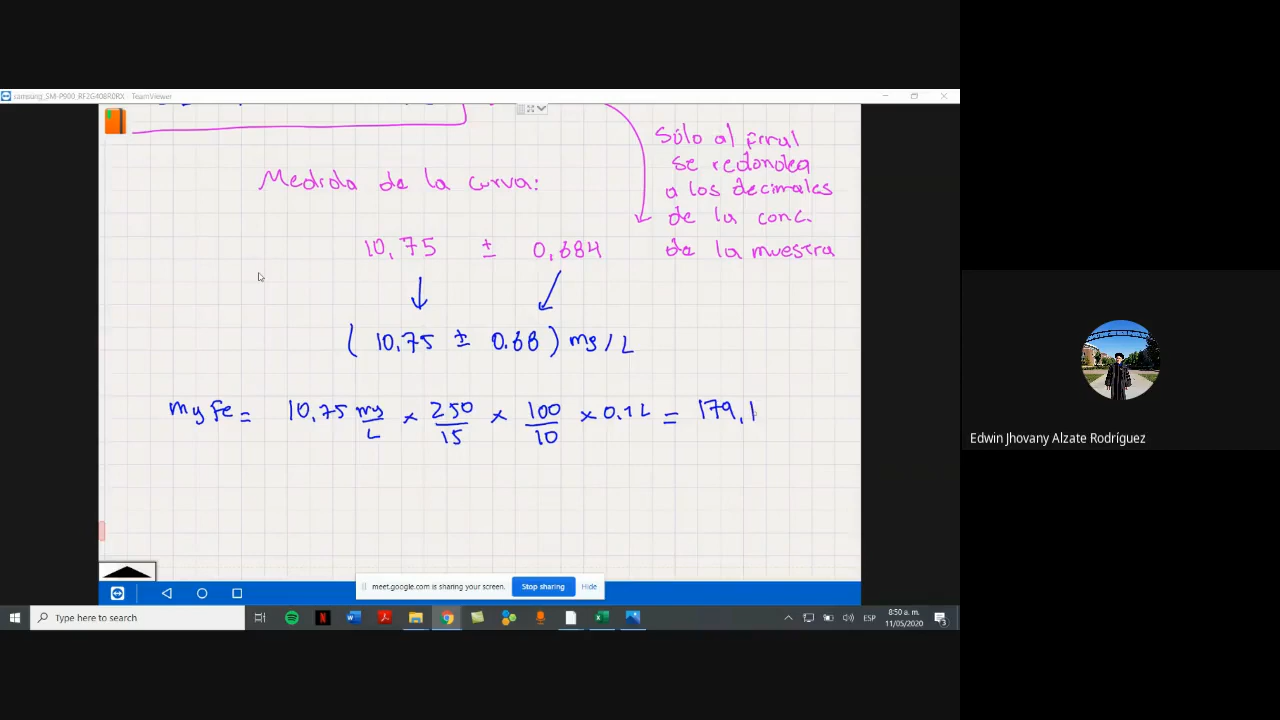 samsung_SM-P900_RF2G408R0RX - TeamViewer
Sólo al final
se redondea
a los decimales
de la conc.
de la muestra
Medida de la curva:
10,75 ± 0,684
(10.75 ± 0.68) mg/L
mg Fe = 10,75 mg/L × 250/15 × 100/10 × 0.1 L = 179,1
Edwin Jhovany Alzate Rodríguez
meet.google.com is sharing your screen. Stop sharing Hide
Type here to search
ESP
8:50 a. m.
11/05/2020